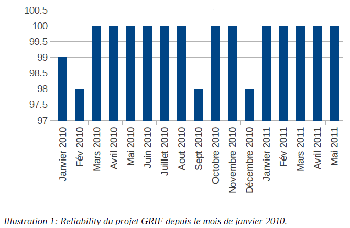 100.5
100
99.5
99
98.5
98
97.5
97
Janvier 2010
Fév 2010
Mars 2010
Avril 2010
Mai 2010
Juin 2010
Juillet 2010
Aout 2010
Sept 2010
Octobre 2010
Novembre 2010
Décembre 2010
Janvier 2011
Fév 2011
Mars 2011
Avril 2011
Mai 2011
Illustration 1: Reliability du projet GRIF depuis le mois de janvier 2010.